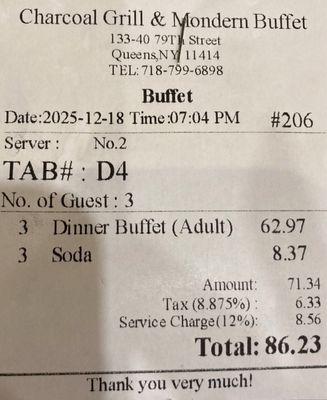 Charcoal Grill & Mondern Buffet
133-40 79TH Street
Queens,NY 11414
TEL: 718-799-6898
Buffet
Date:2025-12-18 Time:07:04 PM #206
Server : No.2
TAB# : D4
No. of Guest : 3
3 Dinner Buffet (Adult) 62.97
3 Soda 8.37
Amount: 71.34
Tax (8.875%) : 6.33
Service Charge(12%): 8.56
Total: 86.23
Thank you very much!